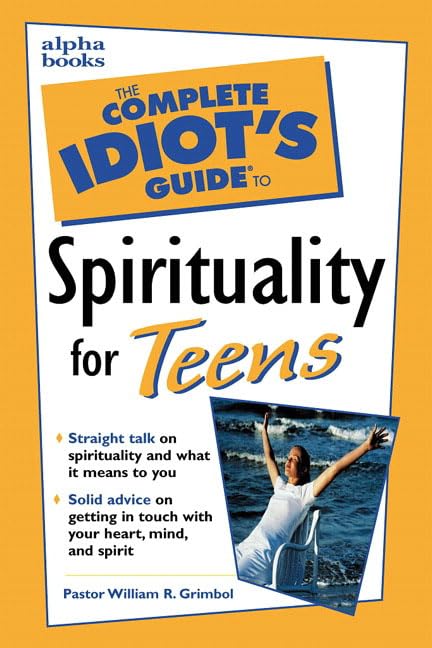 alpha
books
THE
COMPLETE
IDIOT'S
GUIDE® TO
Spirituality
for Teens
♦ Straight talk on
spirituality and what
it means to you
♦ Solid advice on
getting in touch with
your heart, mind,
and spirit
Pastor William R. Grimbol